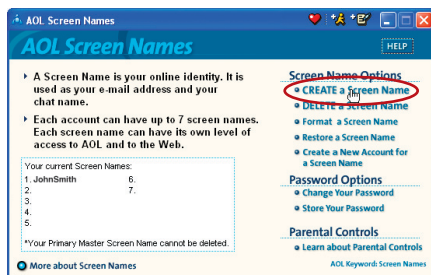 AOL Screen Names
AOL Screen Names
HELP
A Screen Name is your online identity. It is
used as your e-mail address and your
chat name.
Each account can have up to 7 screen names.
Each screen name can have its own level of
access to AOL and to the Web.
Your current Screen Names:
1. JohnSmith 6.
2. 7.
3.
4.
5.
*Your Primary Master Screen Name cannot be deleted.
More about Screen Names
Screen Name Options
CREATE a Screen Name
DELETE a Screen Name
Format a Screen Name
Restore a Screen Name
Create a New Account for
a Screen Name
Password Options
Change Your Password
Store Your Password
Parental Controls
Learn about Parental Controls
AOL Keyword: Screen Names